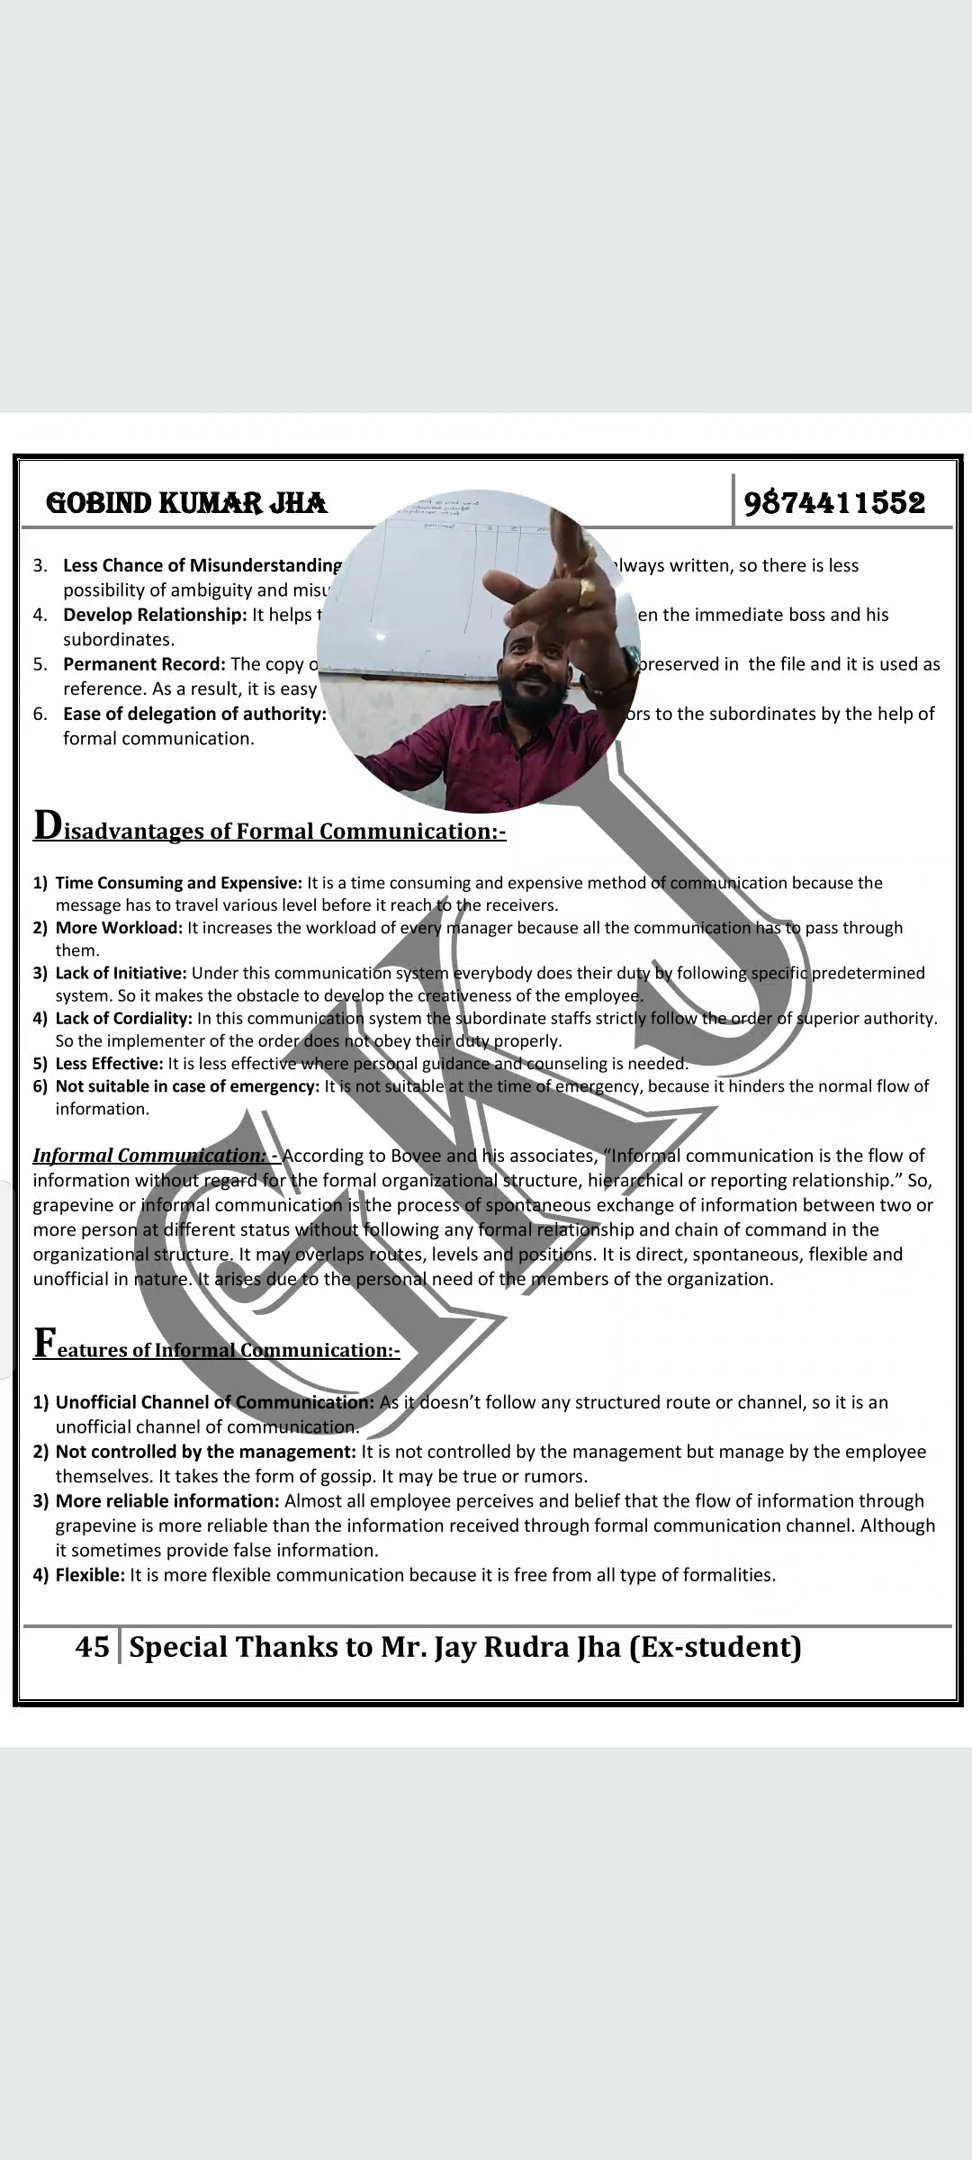 GOBIND KUMAR JHA
9874411552
3. Less Chance of Misunderstanding lways written, so there is less
possibility of ambiguity and misu
4. Develop Relationship: It helps t en the immediate boss and his
subordinates.
5. Permanent Record: The copy o preserved in the file and it is used as
reference. As a result, it is easy
6. Ease of delegation of authority: ors to the subordinates by the help of
formal communication.
Disadvantages of Formal Communication:-
1) Time Consuming and Expensive: It is a time consuming and expensive method of communication because the
message has to travel various level before it reach to the receivers.
2) More Workload: It increases the workload of every manager because all the communication has to pass through
them.
3) Lack of Initiative: Under this communication system everybody does their duty by following specific predetermined
system. So it makes the obstacle to develop the creativeness of the employee.
4) Lack of Cordiality: In this communication system the subordinate staffs strictly follow the order of superior authority.
So the implementer of the order does not obey their duty properly.
5) Less Effective: It is less effective where personal guidance and counseling is needed.
6) Not suitable in case of emergency: It is not suitable at the time of emergency, because it hinders the normal flow of
information.
Informal Communication: - According to Bovee and his associates, “Informal communication is the flow of
information without regard for the formal organizational structure, hierarchical or reporting relationship.” So,
grapevine or informal communication is the process of spontaneous exchange of information between two or
more person at different status without following any formal relationship and chain of command in the
organizational structure. It may overlaps routes, levels and positions. It is direct, spontaneous, flexible and
unofficial in nature. It arises due to the personal need of the members of the organization.
Features of Informal Communication:-
1) Unofficial Channel of Communication: As it doesn’t follow any structured route or channel, so it is an
unofficial channel of communication.
2) Not controlled by the management: It is not controlled by the management but manage by the employee
themselves. It takes the form of gossip. It may be true or rumors.
3) More reliable information: Almost all employee perceives and belief that the flow of information through
grapevine is more reliable than the information received through formal communication channel. Although
it sometimes provide false information.
4) Flexible: It is more flexible communication because it is free from all type of formalities.
GKJ
45 Special Thanks to Mr. Jay Rudra Jha (Ex-student)